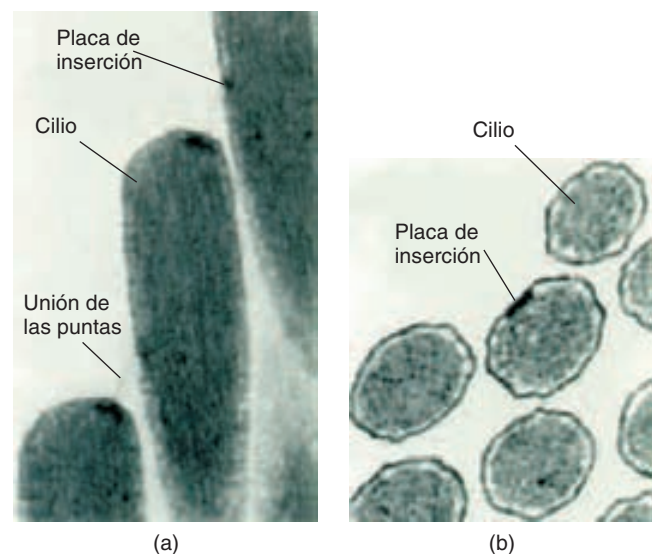 Placa de
inserción
Cilio
Unión de
las puntas
(a)
Cilio
Placa de
inserción
(b)